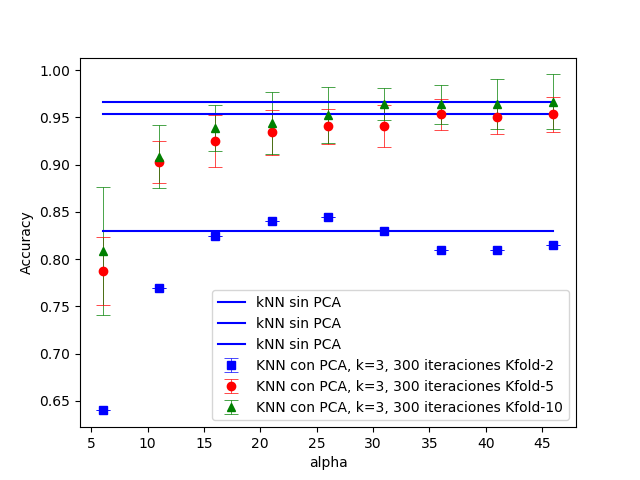 1.00
0.95
0.90
0.85
0.80
0.75
0.70
0.65
Accuracy
kNN sin PCA
kNN sin PCA
kNN sin PCA
KNN con PCA, k=3, 300 iteraciones Kfold-2
KNN con PCA, k=3, 300 iteraciones Kfold-5
KNN con PCA, k=3, 300 iteraciones Kfold-10
5 10 15 20 25 30 35 40 45
alpha